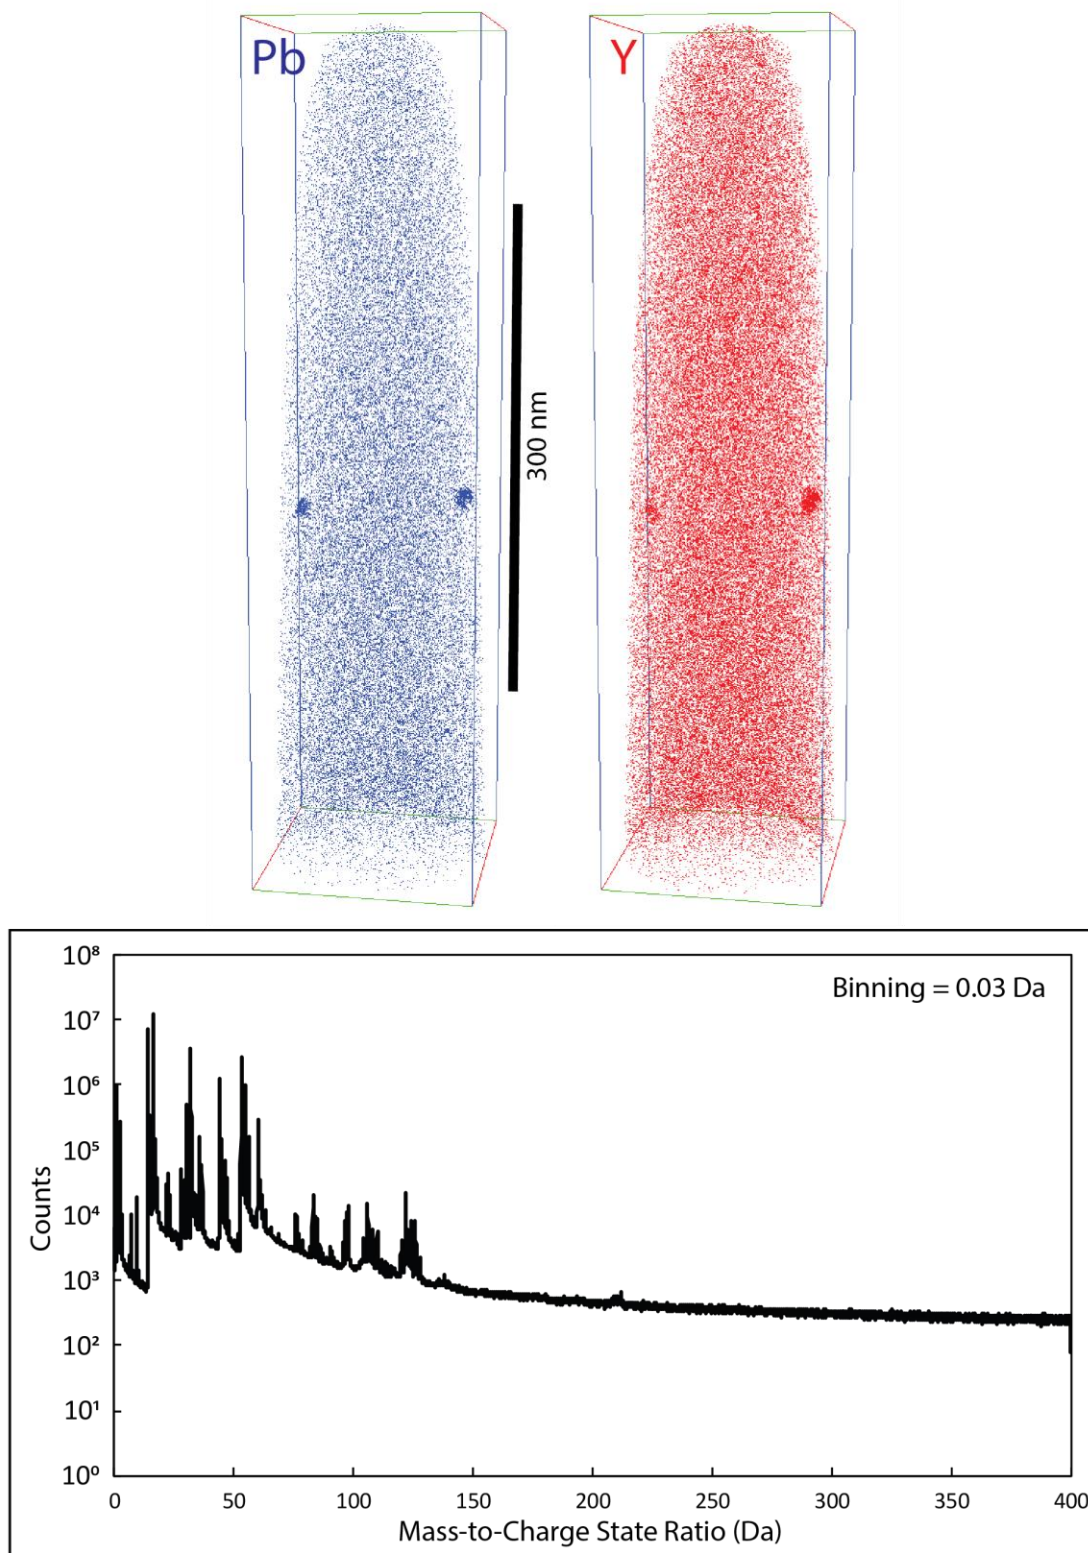 Pb
Y
300 nm
Binning = 0.03 Da
Counts
10⁸
10⁷
10⁶
10⁵
10⁴
10³
10²
10¹
10⁰
0 50 100 150 200 250 300 350 400
Mass-to-Charge State Ratio (Da)